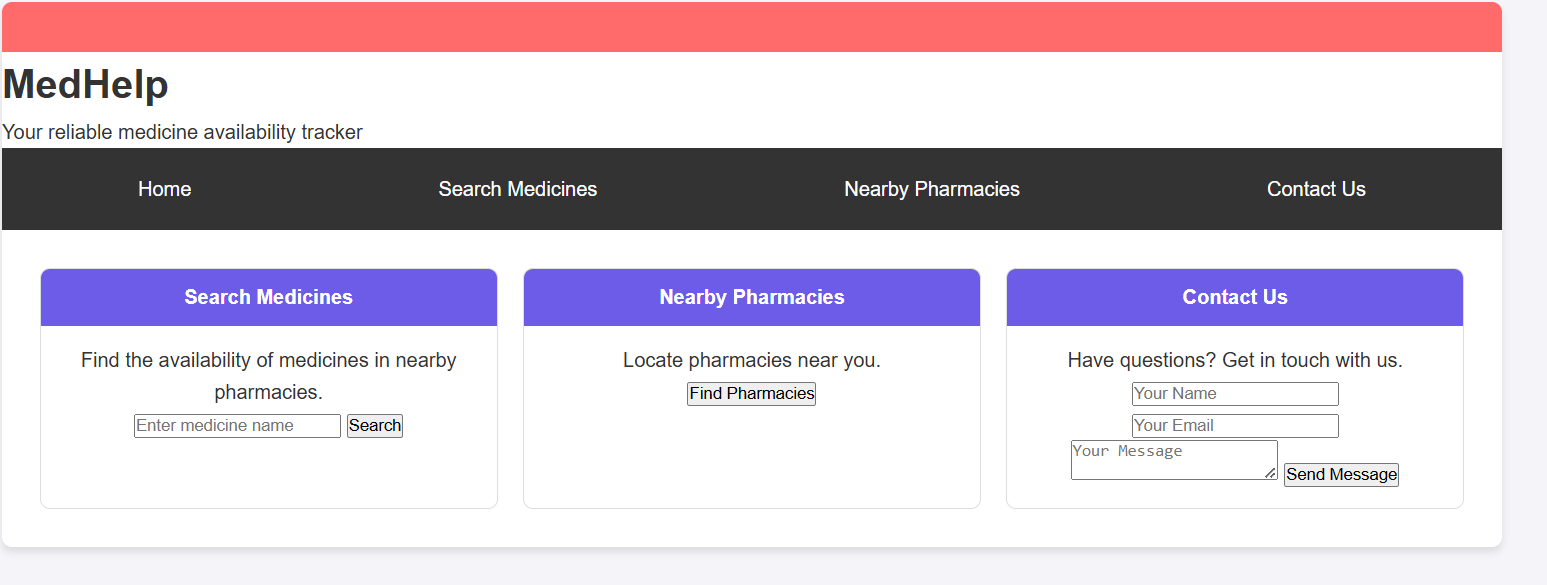 MedHelp
Your reliable medicine availability tracker
Home
Search Medicines
Nearby Pharmacies
Contact Us
Search Medicines
Find the availability of medicines in nearby
pharmacies.
Enter medicine name
Search
Nearby Pharmacies
Locate pharmacies near you.
Find Pharmacies
Contact Us
Have questions? Get in touch with us.
Your Name
Your Email
Your Message
Send Message